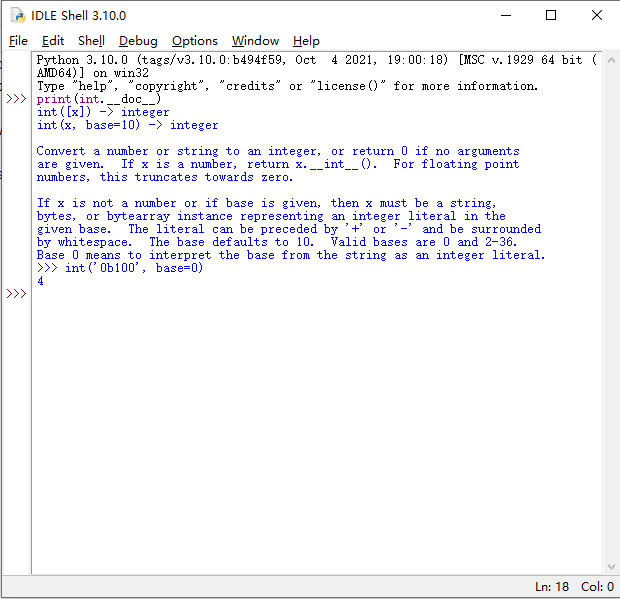 IDLE Shell 3.10.0
File Edit Shell Debug Options Window Help
Python 3.10.0 (tags/v3.10.0:b494f59, Oct  4 2021, 19:00:18) [MSC v.1929 64 bit (
AMD64)] on win32
Type "help", "copyright", "credits" or "license()" for more information.
>>> print(int.__doc__)
int([x]) -> integer
int(x, base=10) -> integer

Convert a number or string to an integer, or return 0 if no arguments
are given.  If x is a number, return x.__int__().  For floating point
numbers, this truncates towards zero.

If x is not a number or if base is given, then x must be a string,
bytes, or bytearray instance representing an integer literal in the
given base.  The literal can be preceded by '+' or '-' and be surrounded
by whitespace.  The base defaults to 10.  Valid bases are 0 and 2-36.
Base 0 means to interpret the base from the string as an integer literal.
>>> int('0b100', base=0)
4
>>>
Ln: 18 Col: 0